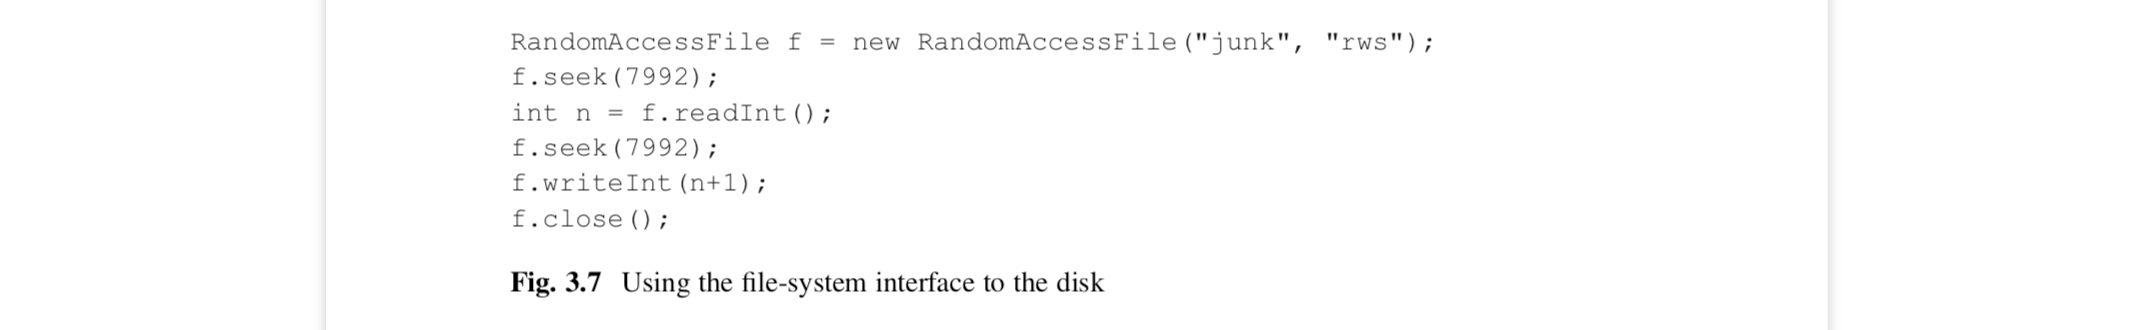 RandomAccessFile f = new RandomAccessFile("junk", "rws");
f.seek(7992);
int n = f.readInt();
f.seek(7992);
f.writeInt(n+1);
f.close();
Fig. 3.7 Using the file-system interface to the disk